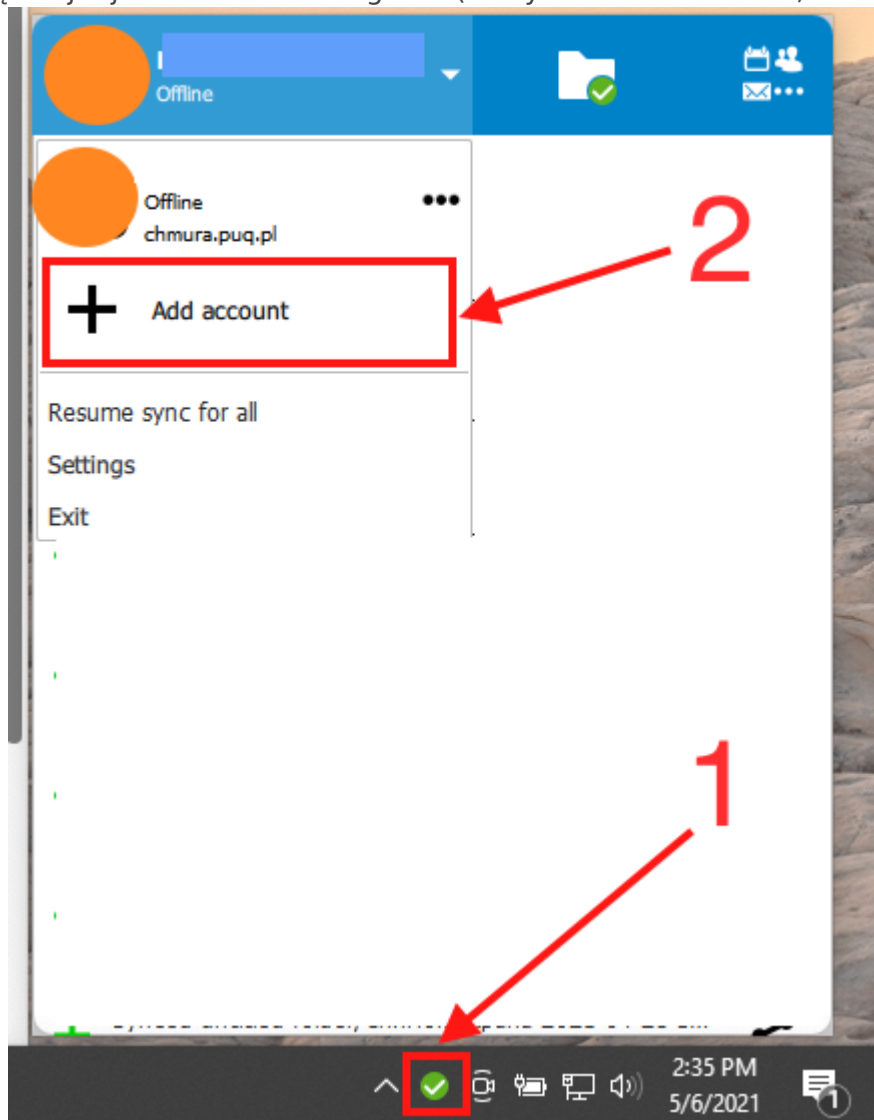 Offline
Offline
chmura.puq.pl
2
Add account
Resume sync for all
Settings
Exit
1
2:35 PM
5/6/2021
1